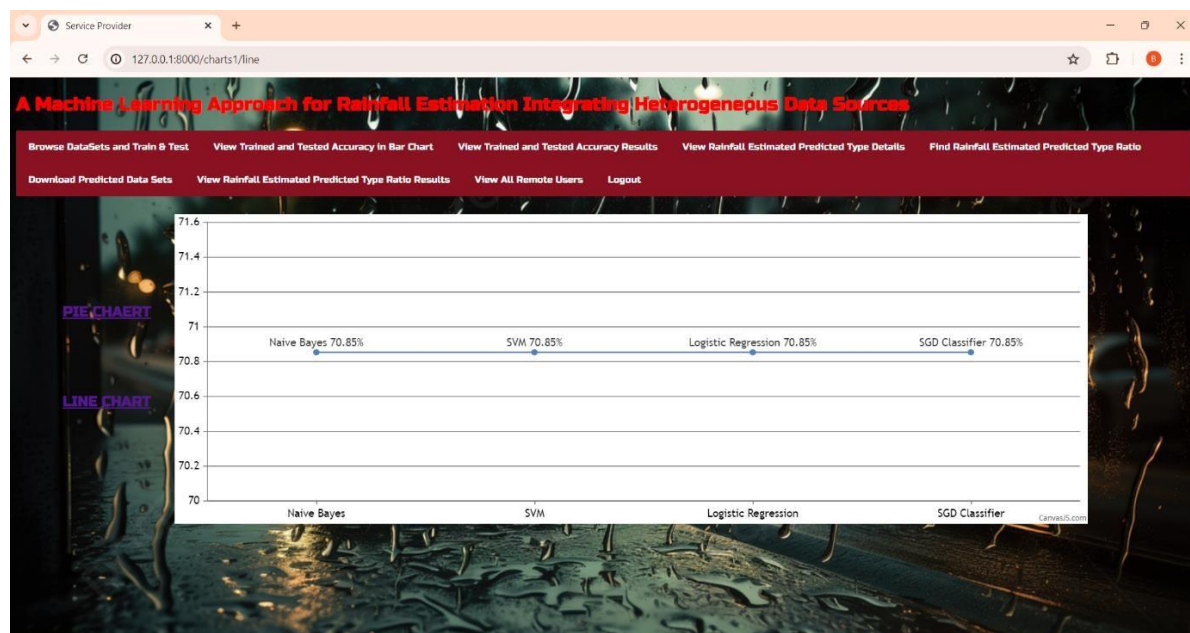 Service Provider
127.0.0.1:8000/charts1/line
B
A Machine Learning Approach for Rainfall Estimation Integrating Heterogeneous Data Sources
Browse DataSets and Train & Test View Trained and Tested Accuracy in Bar Chart View Trained and Tested Accuracy Results View Rainfall Estimated Predicted Type Details Find Rainfall Estimated Predicted Type Ratio
Download Predicted Data Sets View Rainfall Estimated Predicted Type Ratio Results View All Remote Users Logout
PIE CHAERT
LINE CHART
71.6
71.4
71.2
71
70.8
70.6
70.4
70.2
70
Naive Bayes 70.85% SVM 70.85% Logistic Regression 70.85% SGD Classifier 70.85%
Naive Bayes SVM Logistic Regression SGD Classifier
CanvasJS.com